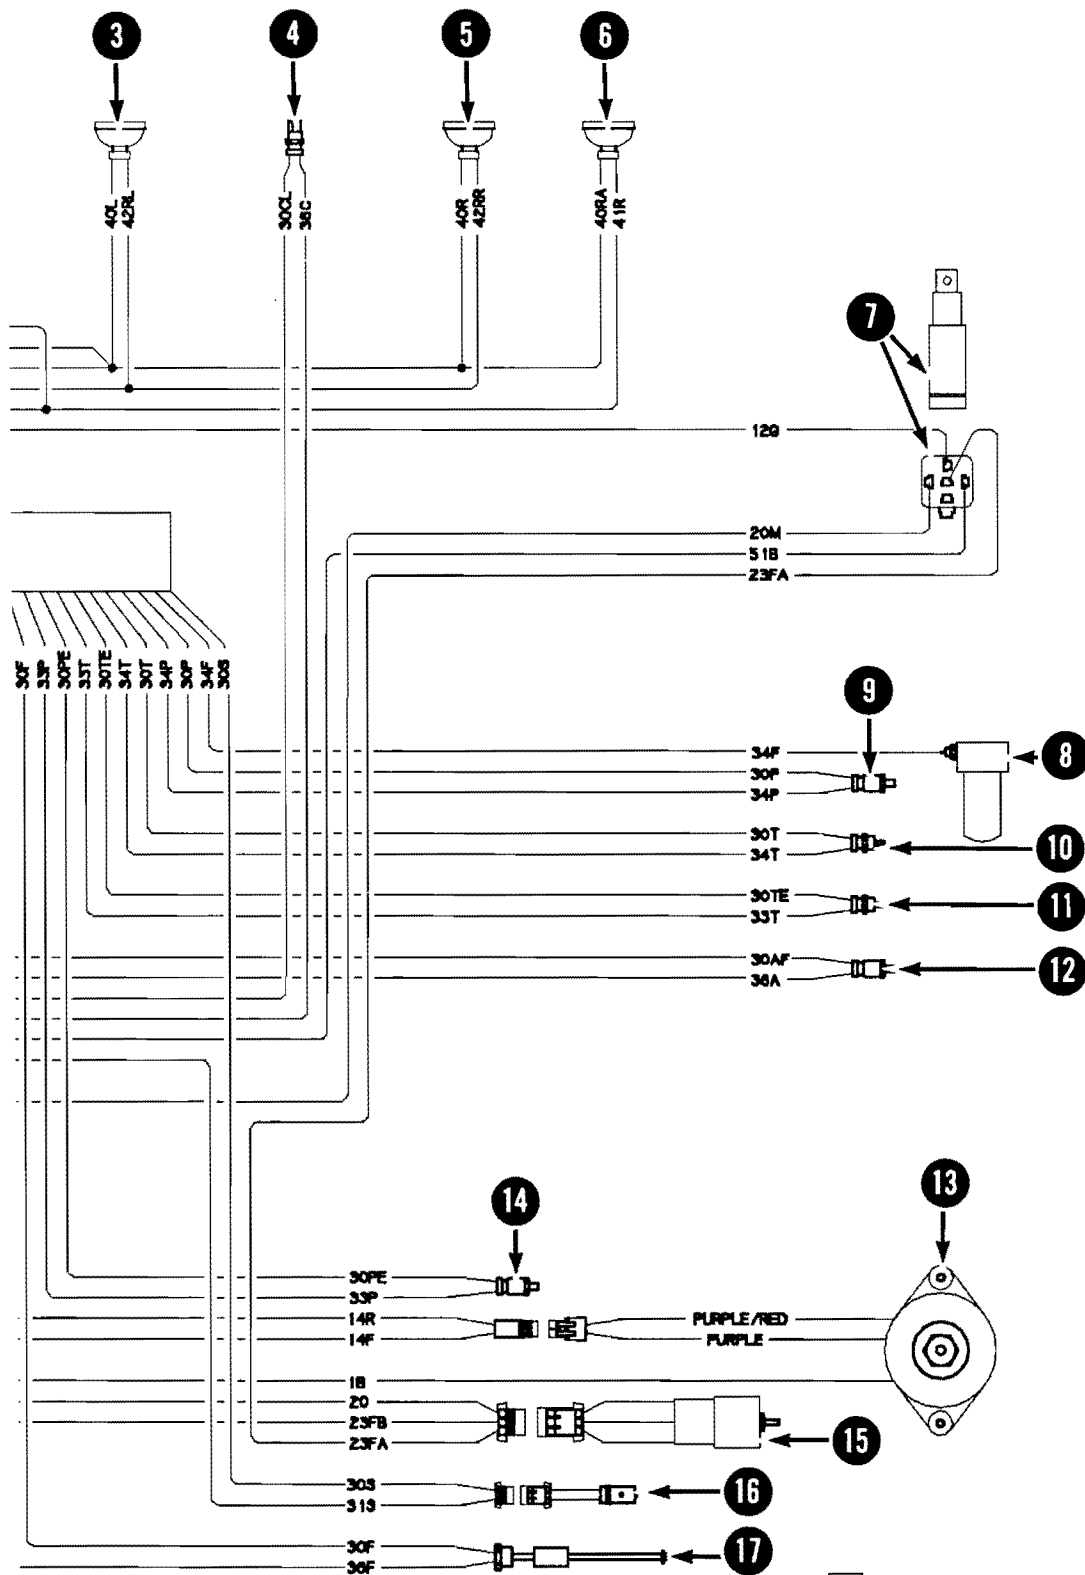 3
4
5
6
40L
42RL
30CL
36C
40R
42RR
40RA
41R
7
12G
20M
51B
23FA
30F
33P
30PE
33T
30TE
34T
30T
34P
30P
34F
30S
9
34F
30P
34P
8
30T
34T
10
30TE
33T
11
30AF
36A
12
14
13
30PE
33P
14R
PURPLE/RED
14F
PURPLE
1B
20
23FB
23FA
15
30S
31S
16
30F
36F
17